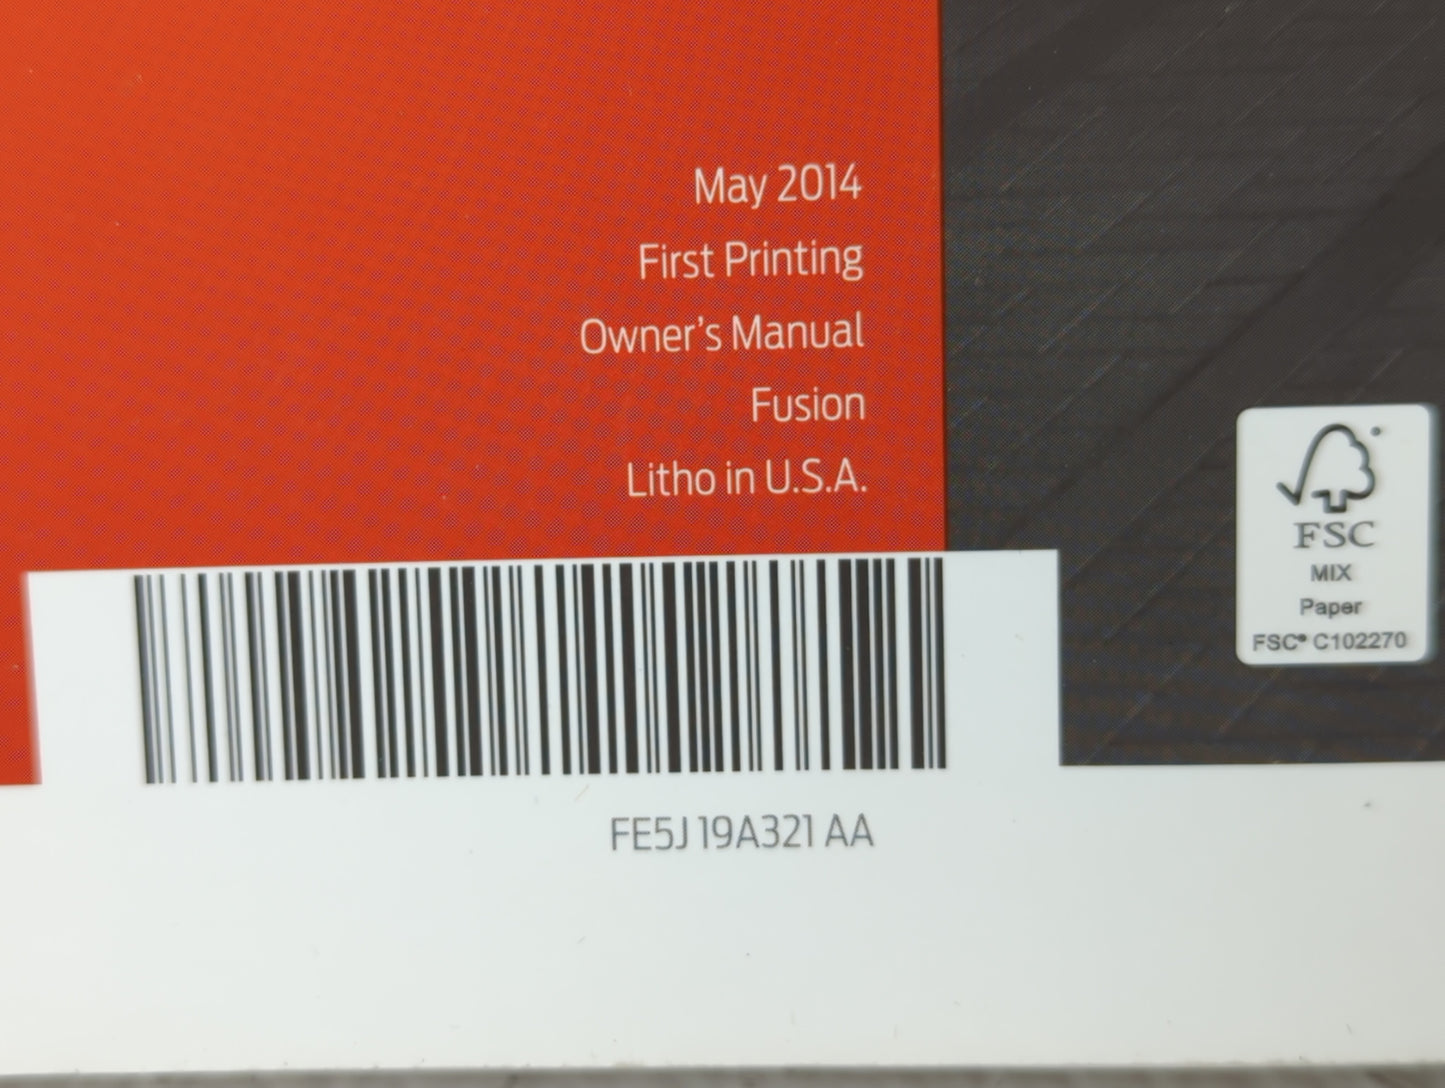 May 2014
First Printing
Owner's Manual
Fusion
Litho in U.S.A.
FSC
MIX
Paper
FSC® C102270
FE5J 19A321 AA